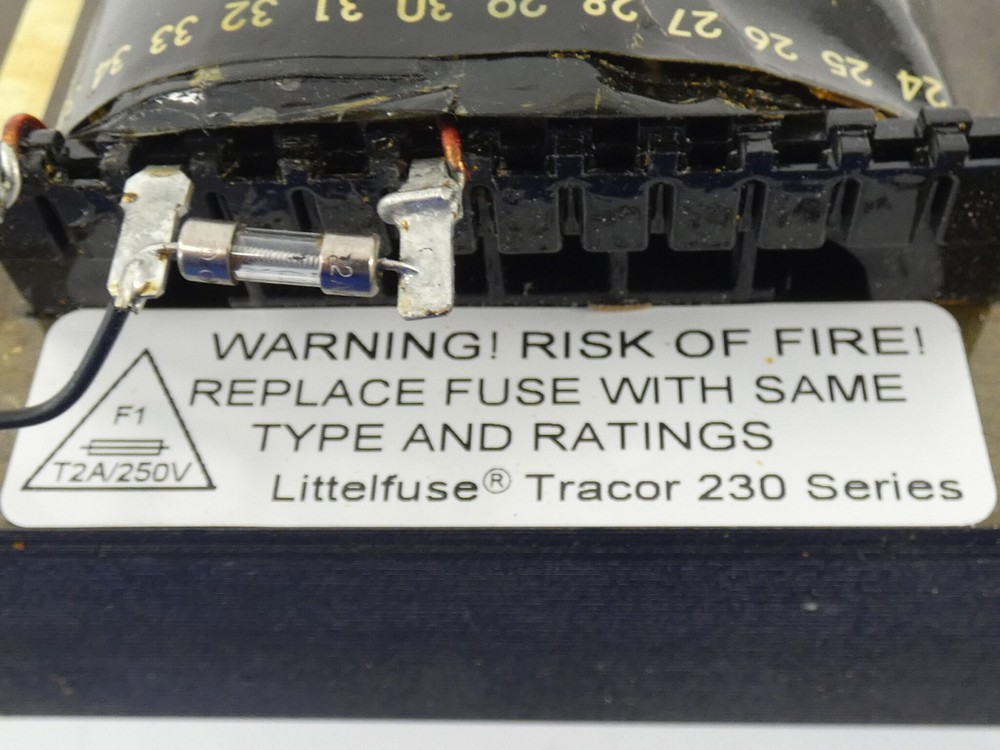 34 33 32 31 30 29 28 27 26 25 24
T2A
WARNING! RISK OF FIRE!
REPLACE FUSE WITH SAME
TYPE AND RATINGS
Littelfuse® Tracor 230 Series
F1
T2A/250V